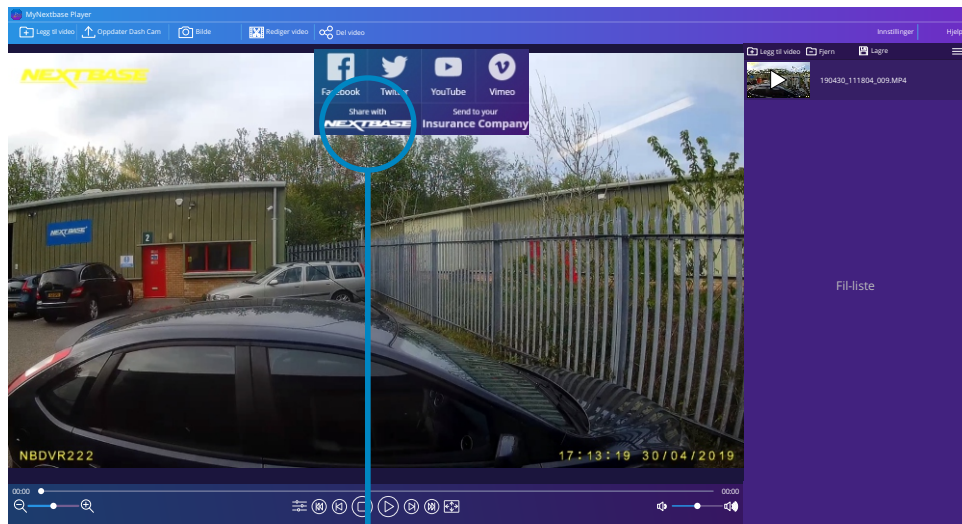 MyNextbase Player
Legg til video
Oppdater Dash Cam
Bilde
Rediger video
Del video
Innstillinger
Hjelp
NEXTBASE
Facebook
Twitter
YouTube
Vimeo
Share with
NEXTBASE
Send to your
Insurance Company
Legg til video
Fjern
Lagre
190430_111804_009.MP4
NEXTBASE
2
Fil-liste
NBDVR222
17:13:19 30/04/2019
00:00
00:00